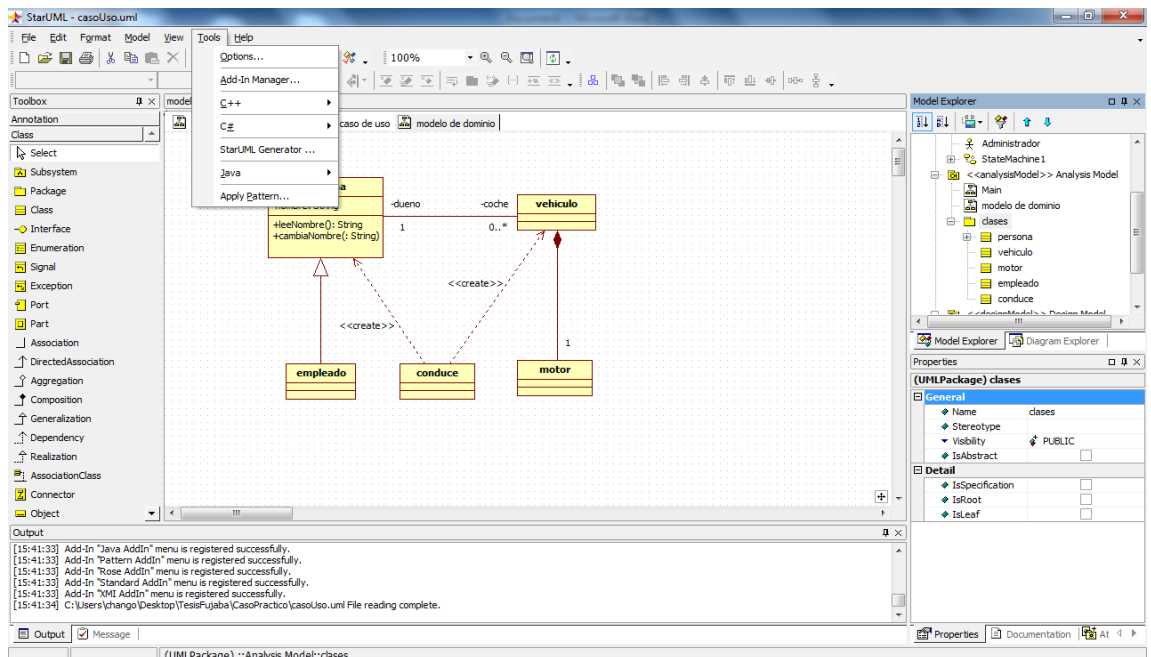 StarUML - casoUso.uml
File Edit Format Model View Tools Help
100%
Options...
Add-In Manager...
C++
C#
StarUML Generator ...
Java
Apply Pattern...
Toolbox
Annotation
Class
Select
Subsystem
Package
Class
Interface
Enumeration
Signal
Exception
Port
Part
Association
DirectedAssociation
Aggregation
Composition
Generalization
Dependency
Realization
AssociationClass
Connector
Object
model
caso de uso modelo de dominio
-dueno -coche vehiculo
+leeNombre(): String
+cambiaNombre(: String)
1 0..*
<<create>>
<<create>>
1
empleado conduce motor
Model Explorer
Administrador
StateMachine1
<<analysisModel>> Analysis Model
Main
modelo de dominio
clases
persona
vehiculo
motor
empleado
conduce
<<designModel>> Design Model
Model Explorer Diagram Explorer
Properties
(UMLPackage) clases
General
Name clases
Stereotype
Visibility PUBLIC
IsAbstract
Detail
IsSpecification
IsRoot
IsLeaf
Output
[15:41:33] Add-In "Java AddIn" menu is registered successfully.
[15:41:33] Add-In "Pattern AddIn" menu is registered successfully.
[15:41:33] Add-In "Rose AddIn" menu is registered successfully.
[15:41:33] Add-In "Standard AddIn" menu is registered successfully.
[15:41:33] Add-In "XMI AddIn" menu is registered successfully.
[15:41:34] C:\Users\chango\Desktop\TesisFujaba\CasoPractico\casoUso.uml File reading complete.
Output Message
Properties Documentation At
(UMLPackage) ::Analysis Model::clases